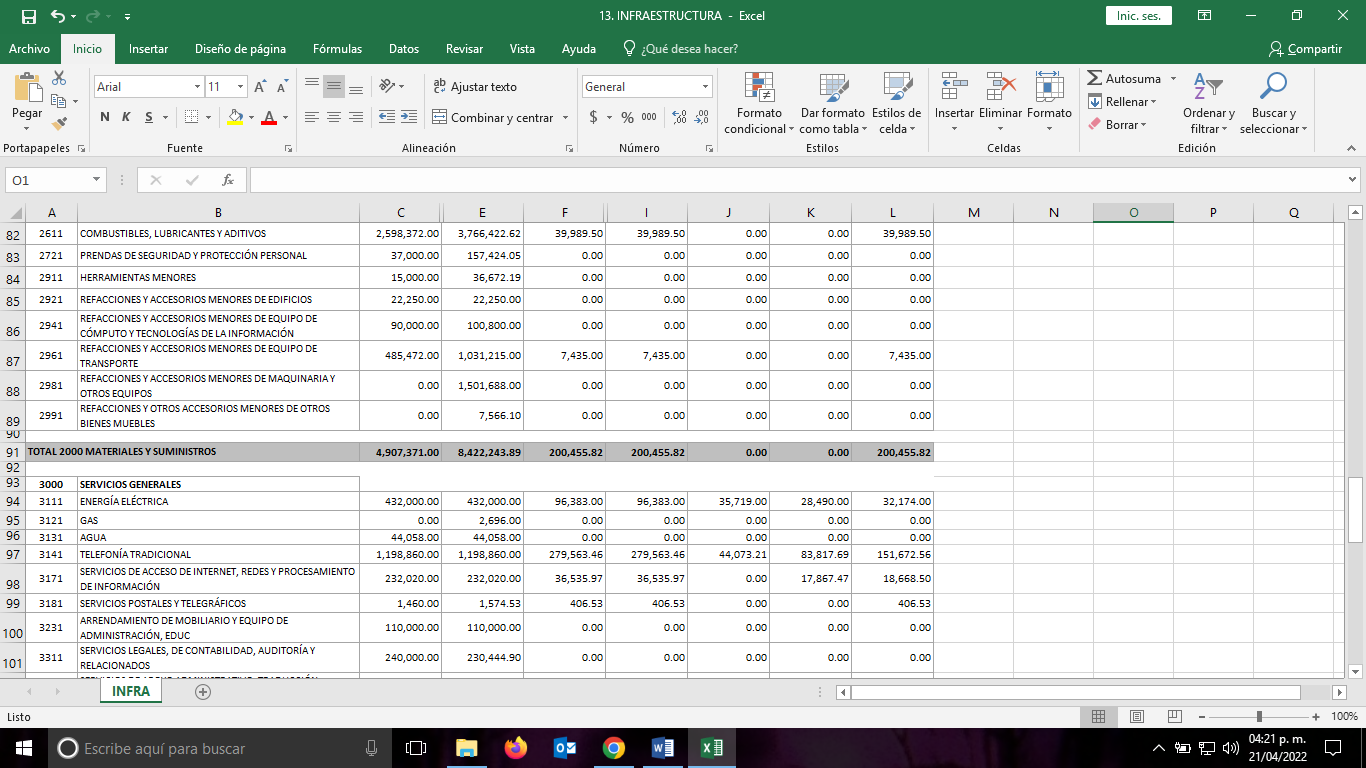 13. INFRAESTRUCTURA - Excel
Inic. ses.
Archivo Inicio Insertar Diseño de página Fórmulas Datos Revisar Vista Ayuda ¿Qué desea hacer? Compartir
Pegar
Arial 11
N K S
A A A
ab Ajustar texto
Combinar y centrar
General
$ % 000
Formato condicional
Dar formato como tabla
Estilos de celda
Insertar Eliminar Formato
Autosuma
Rellenar
Borrar
Ordenar y filtrar
Buscar y seleccionar
Portapapeles Fuente Alineación Número Estilos Celdas Edición
O1 fx
A B C E F I J K L M N O P Q
82 2611 COMBUSTIBLES, LUBRICANTES Y ADITIVOS 2,598,372.00 3,766,422.62 39,989.50 39,989.50 0.00 0.00 39,989.50
83 2721 PRENDAS DE SEGURIDAD Y PROTECCIÓN PERSONAL 37,000.00 157,424.05 0.00 0.00 0.00 0.00 0.00
84 2911 HERRAMIENTAS MENORES 15,000.00 36,672.19 0.00 0.00 0.00 0.00 0.00
85 2921 REFACCIONES Y ACCESORIOS MENORES DE EDIFICIOS 22,250.00 22,250.00 0.00 0.00 0.00 0.00 0.00
86 2941 REFACCIONES Y ACCESORIOS MENORES DE EQUIPO DE
CÓMPUTO Y TECNOLOGÍAS DE LA INFORMACIÓN 90,000.00 100,800.00 0.00 0.00 0.00 0.00 0.00
87 2961 REFACCIONES Y ACCESORIOS MENORES DE EQUIPO DE
TRANSPORTE 485,472.00 1,031,215.00 7,435.00 7,435.00 0.00 0.00 7,435.00
88 2981 REFACCIONES Y ACCESORIOS MENORES DE MAQUINARIA Y
OTROS EQUIPOS 0.00 1,501,688.00 0.00 0.00 0.00 0.00 0.00
89 2991 REFACCIONES Y OTROS ACCESORIOS MENORES DE OTROS
BIENES MUEBLES 0.00 7,566.10 0.00 0.00 0.00 0.00 0.00
90
91 TOTAL 2000 MATERIALES Y SUMINISTROS 4,907,371.00 8,422,243.89 200,455.82 200,455.82 0.00 0.00 200,455.82
92
93 3000 SERVICIOS GENERALES
94 3111 ENERGÍA ELÉCTRICA 432,000.00 432,000.00 96,383.00 96,383.00 35,719.00 28,490.00 32,174.00
95 3121 GAS 0.00 2,696.00 0.00 0.00 0.00 0.00 0.00
96 3131 AGUA 44,058.00 44,058.00 0.00 0.00 0.00 0.00 0.00
97 3141 TELEFONÍA TRADICIONAL 1,198,860.00 1,198,860.00 279,563.46 279,563.46 44,073.21 83,817.69 151,672.56
98 3171 SERVICIOS DE ACCESO DE INTERNET, REDES Y PROCESAMIENTO
DE INFORMACIÓN 232,020.00 232,020.00 36,535.97 36,535.97 0.00 17,867.47 18,668.50
99 3181 SERVICIOS POSTALES Y TELEGRÁFICOS 1,460.00 1,574.53 406.53 406.53 0.00 0.00 406.53
100 3231 ARRENDAMIENTO DE MOBILIARIO Y EQUIPO DE
ADMINISTRACIÓN, EDUC 110,000.00 110,000.00 0.00 0.00 0.00 0.00 0.00
101 3311 SERVICIOS LEGALES, DE CONTABILIDAD, AUDITORÍA Y
RELACIONADOS 240,000.00 230,444.90 0.00 0.00 0.00 0.00 0.00
INFRA
Listo 100%
Escribe aquí para buscar
04:21 p. m.
21/04/2022